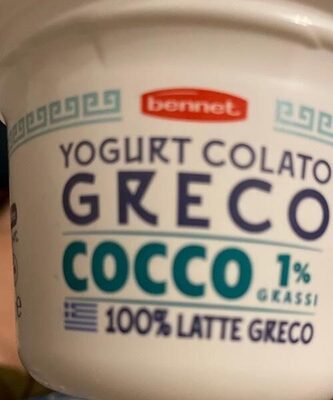 bennet
YOGURT COLATO
GRECO
COCCO 1%
GRASSI
100% LATTE GRECO